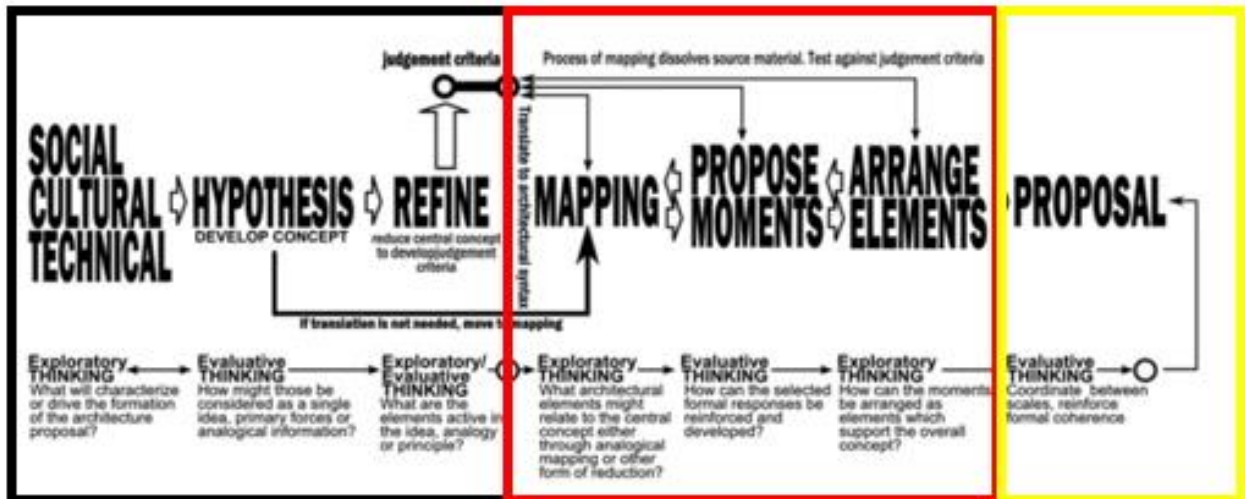 judgement criteria
Process of mapping dissolves source material. Test against judgement criteria
SOCIAL
CULTURAL
TECHNICAL
HYPOTHESIS
DEVELOP CONCEPT
REFINE
reduce central concept
to developjudgement
criteria
Translate to architectural syntax
MAPPING
PROPOSE
MOMENTS
ARRANGE
ELEMENTS
PROPOSAL
If translation is not needed, move to mapping
Exploratory
THINKING
What will characterize
or drive the formation
of the architecture
proposal?
Evaluative
THINKING
How might those be
considered as a single
idea, primary forces or
analogical information?
Exploratory/
Evaluative
THINKING
What are the
elements active in
the idea, analogy
or principle?
Exploratory
THINKING
What architectural
elements might
relate to the central
concept either
through analogical
mapping or other
form of reduction?
Evaluative
THINKING
How can the selected
formal responses be
reinforced and
developed?
Exploratory
THINKING
How can the moments
be arranged as
elements which
support the overall
concept?
Evaluative
THINKING
Coordinate between
scales, reinforce
formal coherence